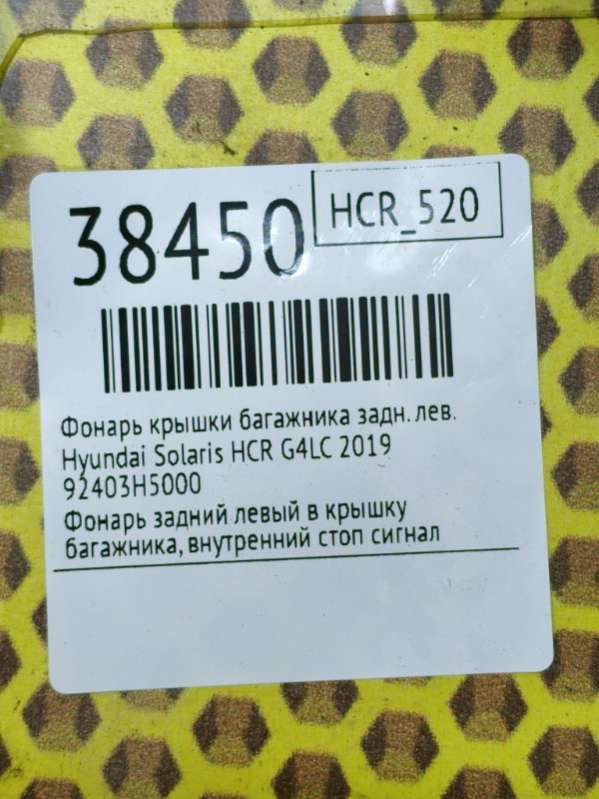 38450
HCR_520
Фонарь крышки багажника задн. лев.
Hyundai Solaris HCR G4LC 2019
92403H5000
Фонарь задний левый в крышку
багажника, внутренний стоп сигнал